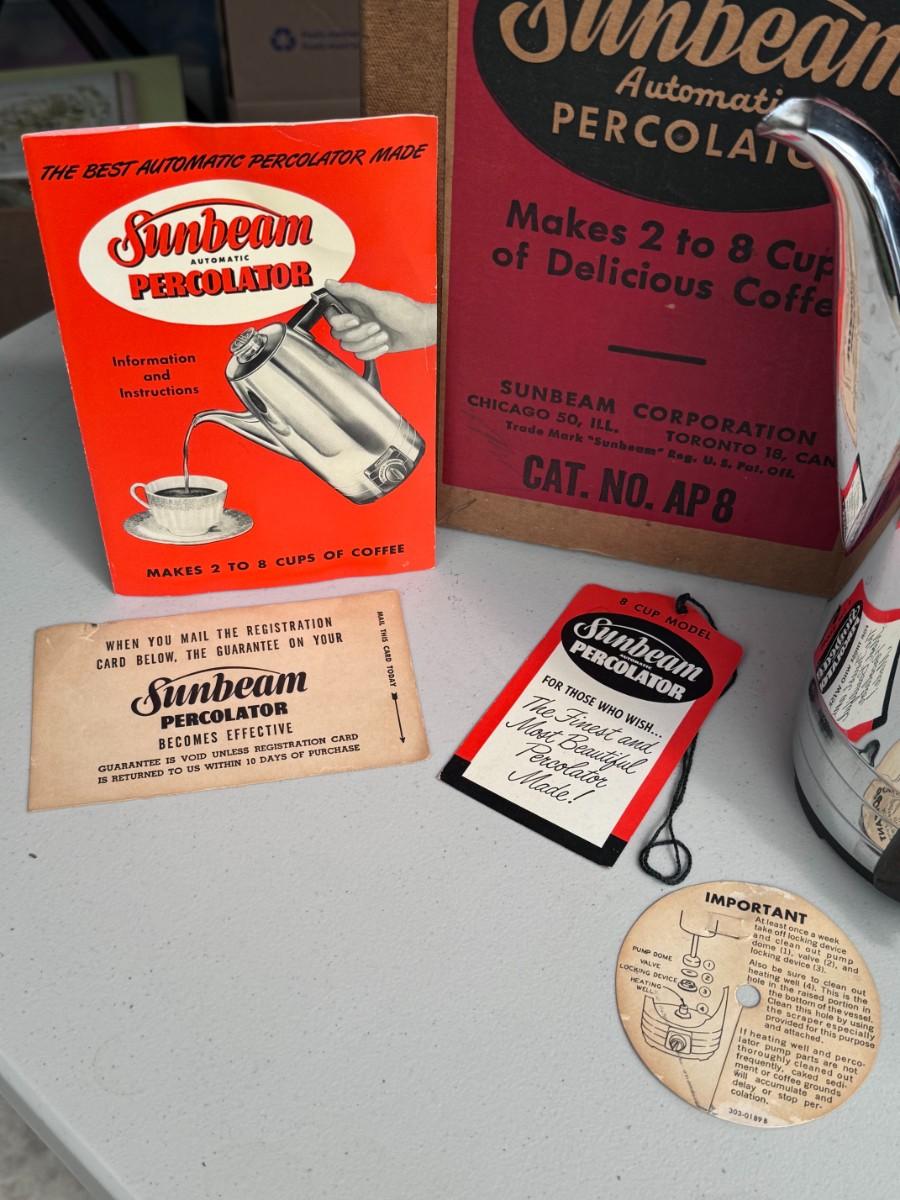 THE BEST AUTOMATIC PERCOLATOR MADE
Sunbeam
AUTOMATIC
PERCOLATOR
Information
and
Instructions
MAKES 2 TO 8 CUPS OF COFFEE
Sunbeam
Automati
PERCOLATO
Makes 2 to 8 Cup
of Delicious Coffe
SUNBEAM CORPORATION
CHICAGO 50, ILL. TORONTO 18, CAN
Trade Mark "Sunbeam" Reg. U. S. Pat. Off.
CAT. NO. AP8
WHEN YOU MAIL THE REGISTRATION
CARD BELOW, THE GUARANTEE ON YOUR
Sunbeam
PERCOLATOR
BECOMES EFFECTIVE
GUARANTEE IS VOID UNLESS REGISTRATION CARD
IS RETURNED TO US WITHIN 10 DAYS OF PURCHASE
MAIL THIS CARD TODAY
8 CUP MODEL
Sunbeam
AUTOMATIC
PERCOLATOR
FOR THOSE WHO WISH...
The Finest and
Most Beautiful
Percolator
Made!
IMPORTANT
At least once a week
take off locking device
and clean out pump
dome (1), valve (2), and
locking device (3).
Also be sure to clean out
heating well (4). This is the
hole in the raised portion in
the bottom of the vessel.
Clean this hole by using
the scraper especially
provided for this purpose
and attached.
If heating well and perco-
lator pump parts are not
thoroughly cleaned out
frequently, caked sedi-
ment or coffee grounds
will accumulate and
delay or stop per-
colation.
PUMP DOME
VALVE
LOCKING DEVICE
HEATING
WELL
1
2
3
4
303-0189B